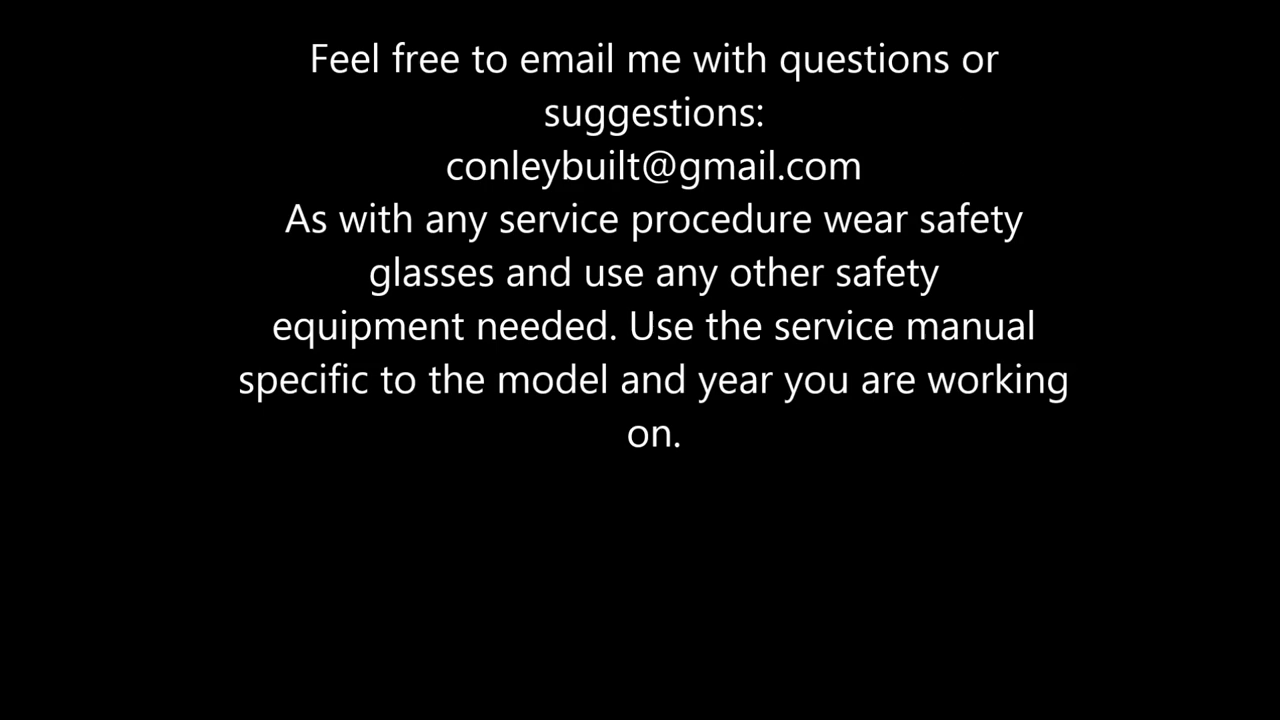 Feel free to email me with questions or
suggestions:
conleybuilt@gmail.com
As with any service procedure wear safety
glasses and use any other safety
equipment needed. Use the service manual
specific to the model and year you are working
on.